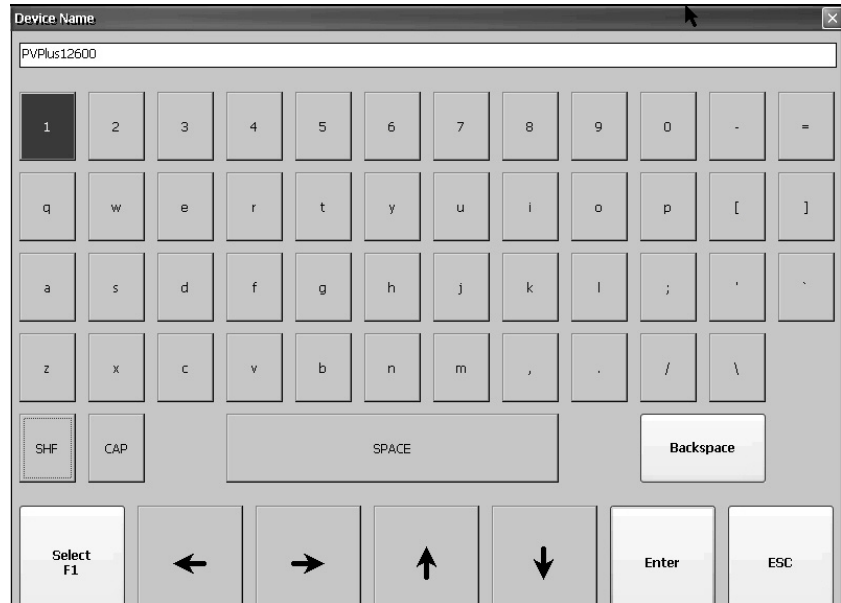 Device Name
PVPlus12600
1 2 3 4 5 6 7 8 9 0 - =
q w e r t y u i o p [ ]
a s d f g h j k l ; ' `
z x c v b n m , . / \
SHF CAP SPACE Backspace
Select
F1 ← → ↑ ↓ Enter ESC